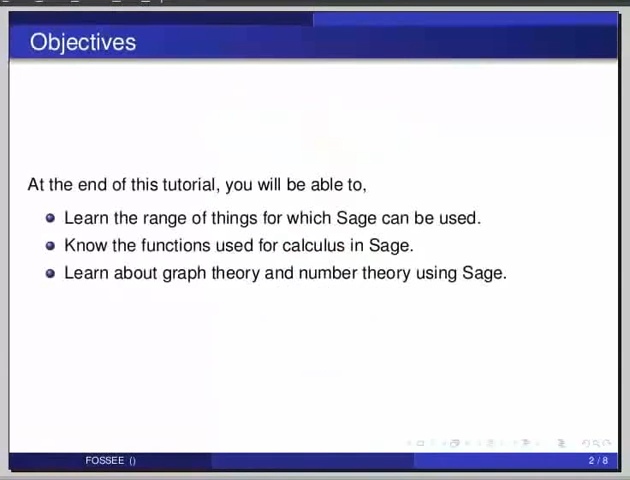 Objectives
At the end of this tutorial, you will be able to,
Learn the range of things for which Sage can be used.
Know the functions used for calculus in Sage.
Learn about graph theory and number theory using Sage.
FOSSEE ()
2 / 8